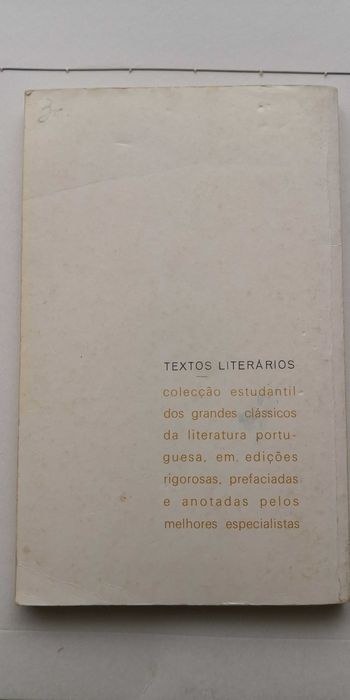 3-
TEXTOS LITERÁRIOS
colecção estudantil
dos grandes clássicos
da literatura portu-
guesa, em edições
rigorosas, prefaciadas
e anotadas pelos
melhores especialistas